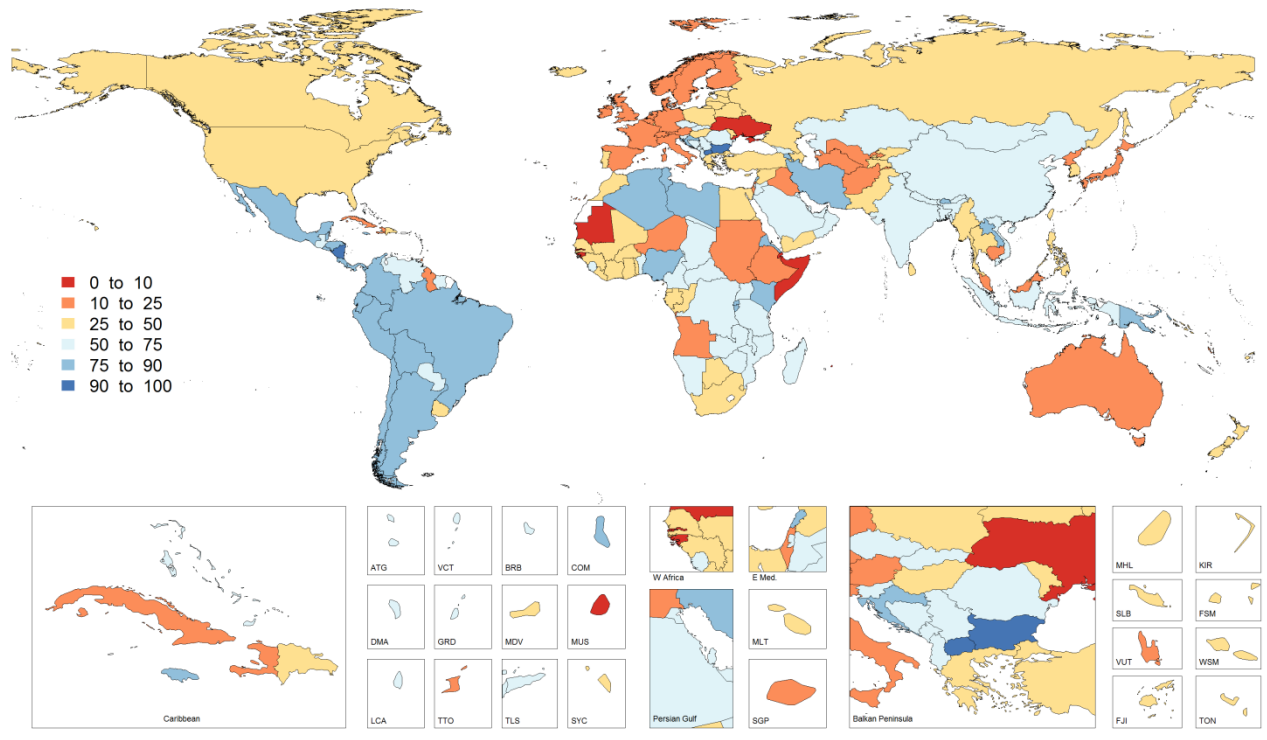 0 to 10
10 to 25
25 to 50
50 to 75
75 to 90
90 to 100
Caribbean
ATG
VCT
BRB
COM
DMA
GRD
MDV
MUS
LCA
TTO
TLS
SYC
W Africa
E Med.
Persian Gulf
MLT
SGP
Balkan Peninsula
MHL
KIR
SLB
FSM
VUT
WSM
FJI
TON